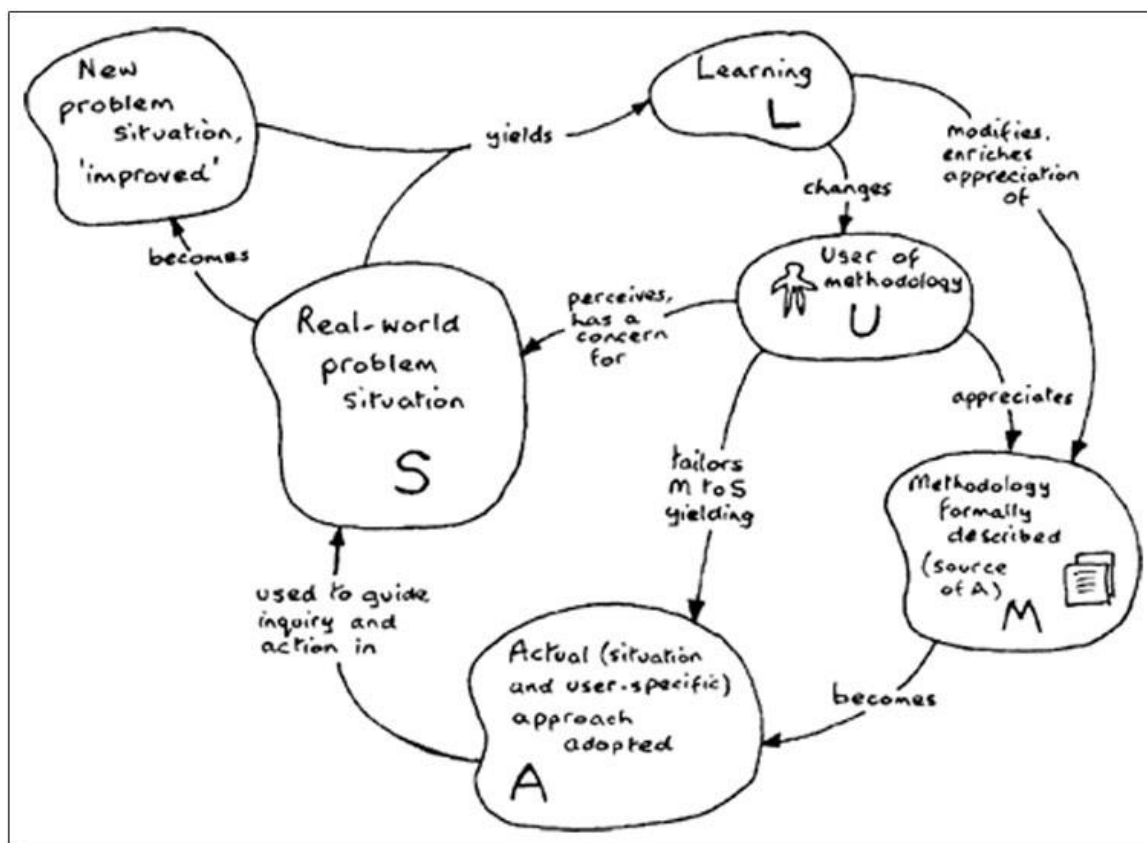 New
problem
situation,
'improved'
yields
Learning
L
modifies,
enriches
appreciation
of
changes
becomes
User of
methodology
U
perceives,
has a
concern
for
Real-world
problem
situation
S
appreciates
tailors
M to S
yielding
Methodology
formally
described
(source
of A)
M
used to guide
inquiry and
action in
Actual (situation
and user-specific)
approach
adopted
A
becomes